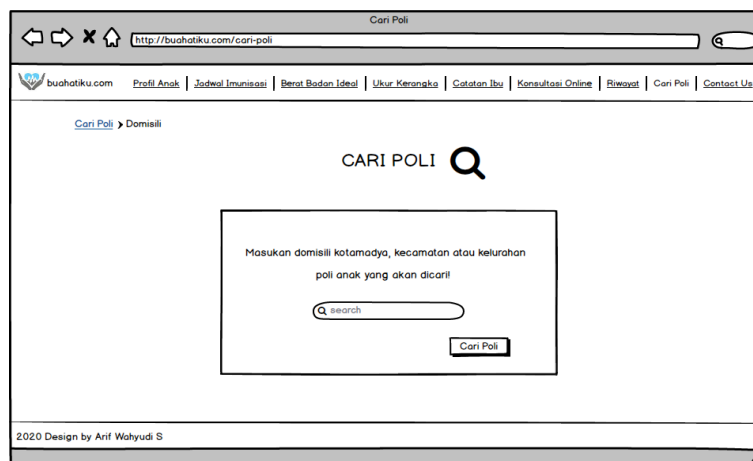 Cari Poli
http://buahatiku.com/cari-poli
buahatiku.com Profil Anak Jadwal Imunisasi Berat Badan Ideal Ukur Kerangka Catatan Ibu Konsultasi Online Riwayat Cari Poli Contact Us
Cari Poli Domisili
CARI POLI
Masukan domisili kotamadya, kecamatan atau kelurahan
poli anak yang akan dicari!
search
Cari Poli
2020 Design by Arif Wahyudi S